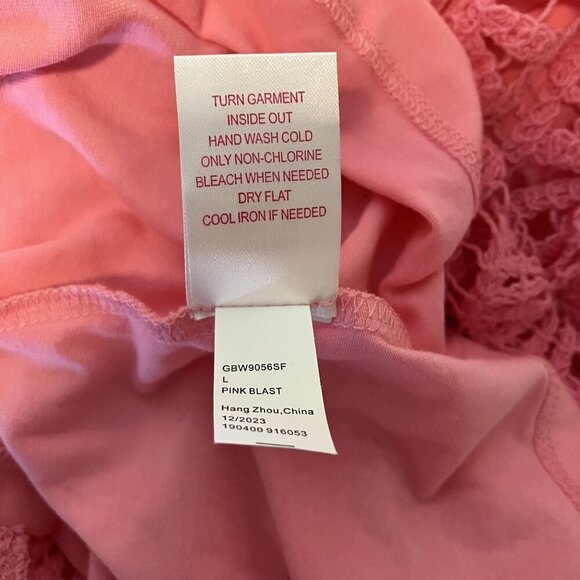 TURN GARMENT
INSIDE OUT
HAND WASH COLD
ONLY NON-CHLORINE
BLEACH WHEN NEEDED
DRY FLAT
COOL IRON IF NEEDED
GBW9056SF
L
PINK BLAST
Hang Zhou,China
12/2023
190400 916053